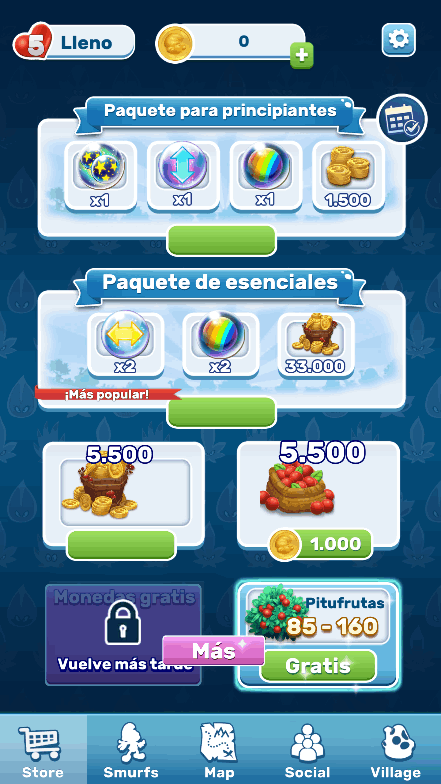 5 Lleno
0
Paquete para principiantes
x1 x1 x1 1.500
Paquete de esenciales
x2 x2 33.000
¡Más popular!
5.500 5.500
1.000
Monedas gratis
Pitufrutas
85 - 160
Más
Vuelve más tarde
Gratis
Store Smurfs Map Social Village